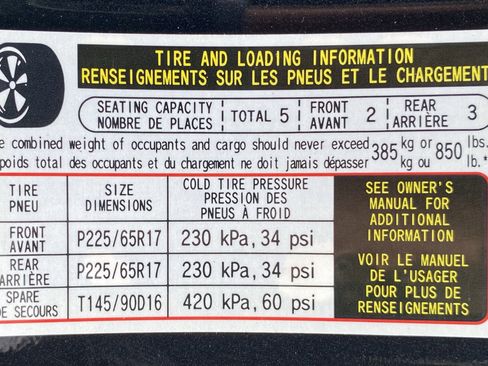 TIRE AND LOADING INFORMATION
RENSEIGNEMENTS SUR LES PNEUS ET LE CHARGEMENT
SEATING CAPACITY
NOMBRE DE PLACES
TOTAL 5
FRONT
AVANT
2
REAR
ARRIÈRE
3
combined weight of occupants and cargo should never exceed 385 kg or 850 lbs.
poids total des occupants et du chargement ne doit jamais dépasser kg ou lb.*
TIRE
PNEU
SIZE
DIMENSIONS
COLD TIRE PRESSURE
PRESSION DES
PNEUS À FROID
FRONT
AVANT
P225/65R17
230 kPa, 34 psi
REAR
ARRIÈRE
P225/65R17
230 kPa, 34 psi
SPARE
DE SECOURS
T145/90D16
420 kPa, 60 psi
SEE OWNER'S
MANUAL FOR
ADDITIONAL
INFORMATION
VOIR LE MANUEL
DE L'USAGER
POUR PLUS DE
RENSEIGNEMENTS